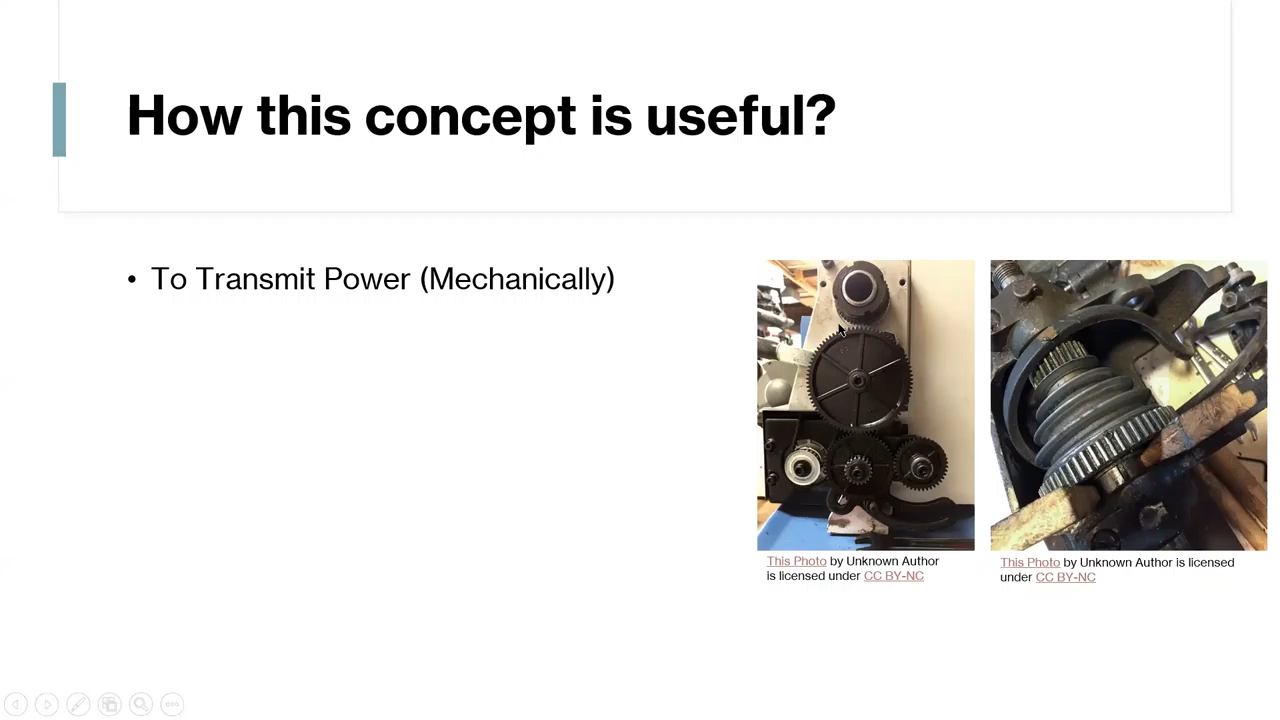 How this concept is useful?
• To Transmit Power (Mechanically)
This Photo by Unknown Author
is licensed under CC BY-NC
This Photo by Unknown Author is licensed
under CC BY-NC